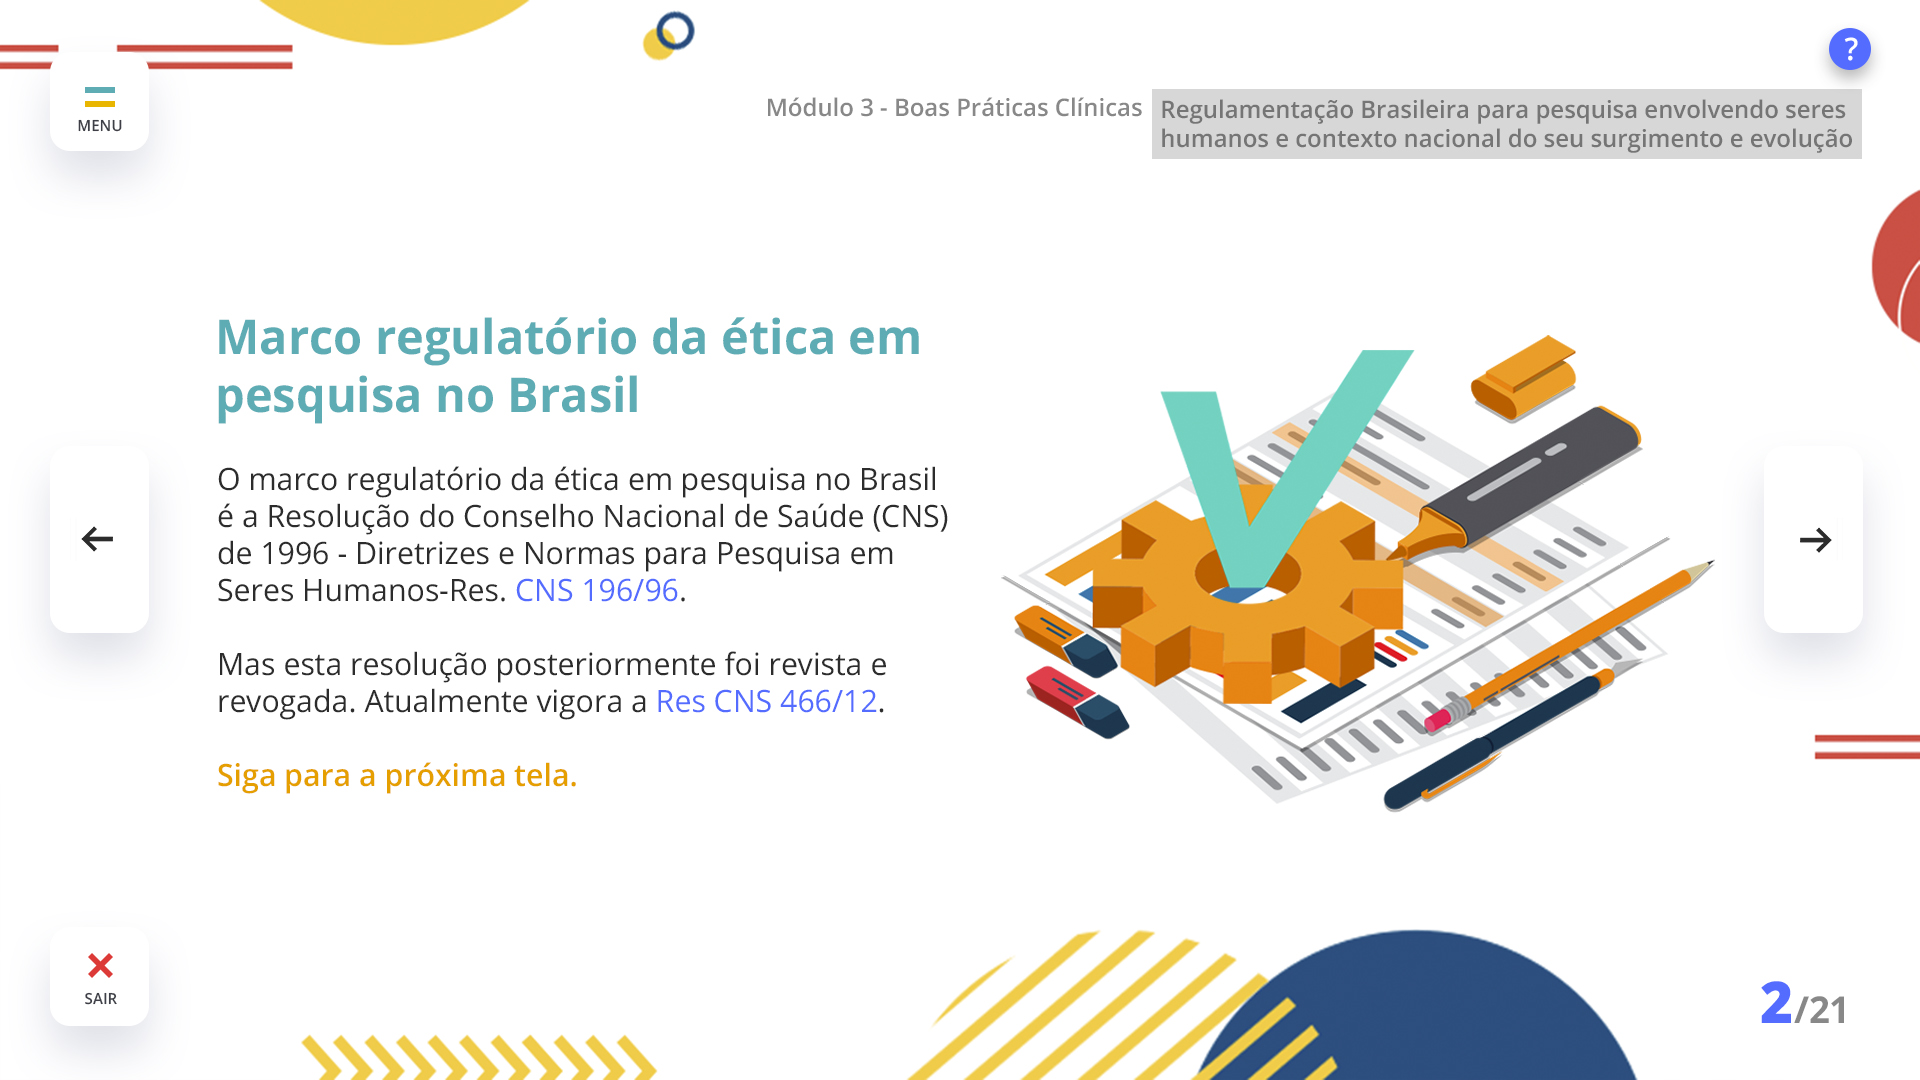 ?
MENU
Módulo 3 - Boas Práticas Clínicas
Regulamentação Brasileira para pesquisa envolvendo seres
humanos e contexto nacional do seu surgimento e evolução
Marco regulatório da ética em
pesquisa no Brasil
O marco regulatório da ética em pesquisa no Brasil
é a Resolução do Conselho Nacional de Saúde (CNS)
de 1996 - Diretrizes e Normas para Pesquisa em
Seres Humanos-Res. CNS 196/96.
Mas esta resolução posteriormente foi revista e
revogada. Atualmente vigora a Res CNS 466/12.
Siga para a próxima tela.
SAIR
2/21